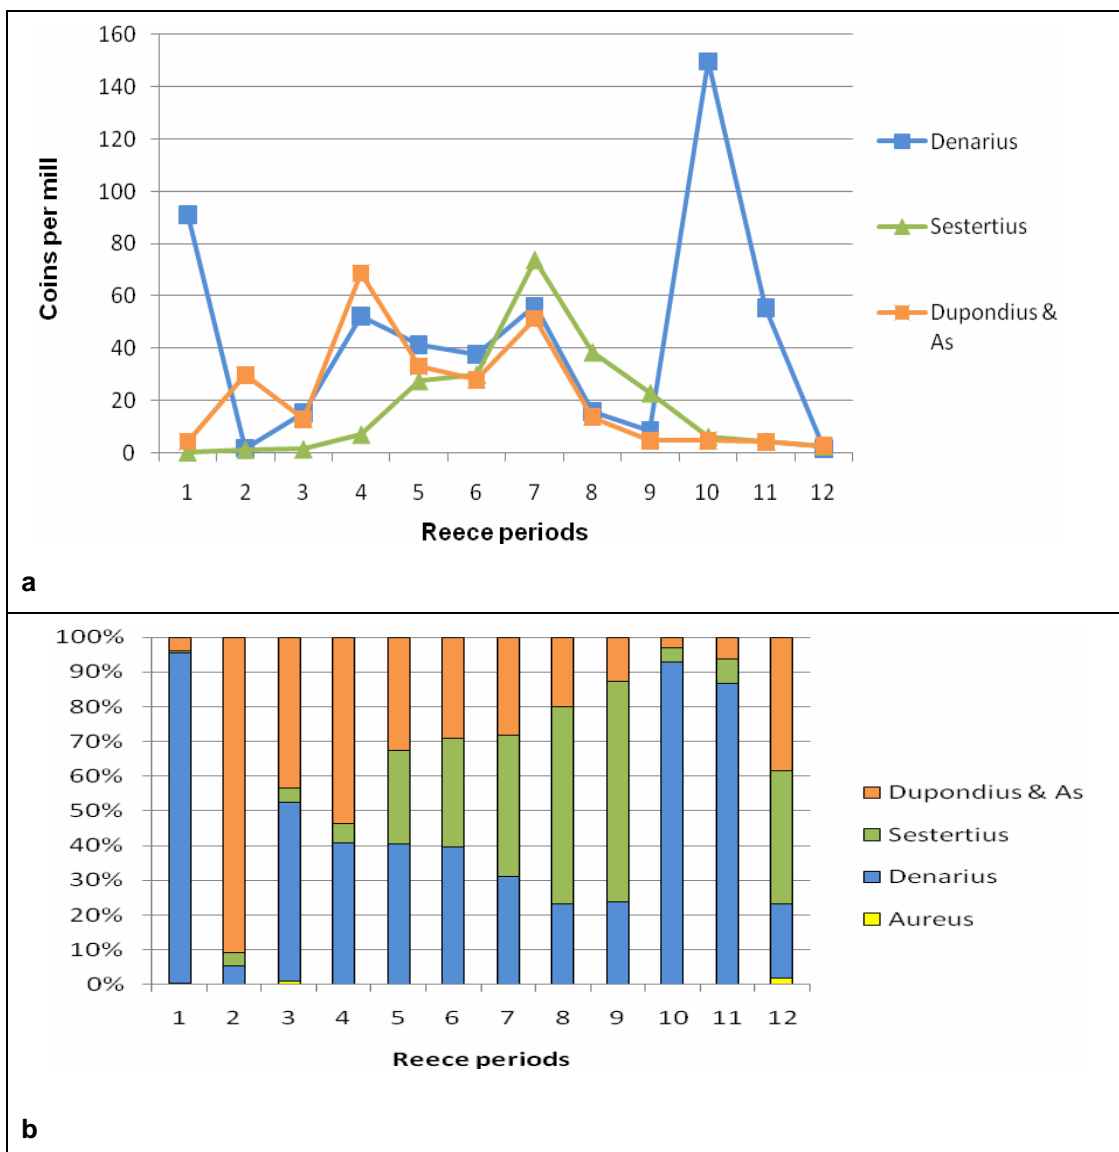 160
140
120
100
80
60
40
20
0
Coins per mill
1 2 3 4 5 6 7 8 9 10 11 12
Reece periods
Denarius
Sestertius
Dupondius &
As
a
100%
90%
80%
70%
60%
50%
40%
30%
20%
10%
0%
1 2 3 4 5 6 7 8 9 10 11 12
Reece periods
Dupondius & As
Sestertius
Denarius
Aureus
b